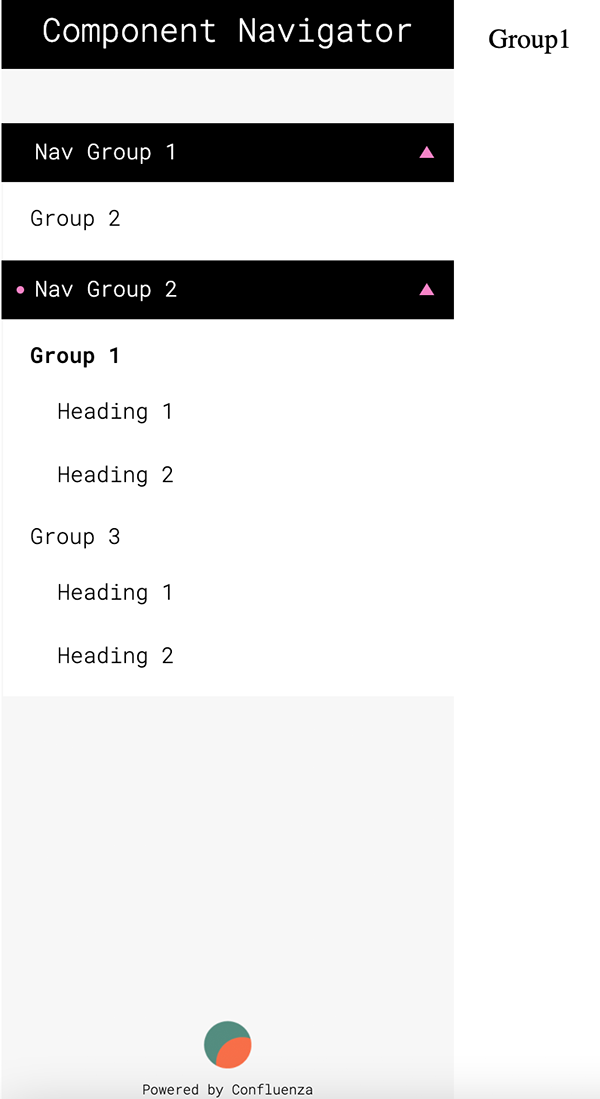 Component Navigator
Group1
Nav Group 1
Group 2
Nav Group 2
Group 1
Heading 1
Heading 2
Group 3
Heading 1
Heading 2
Powered by Confluenza